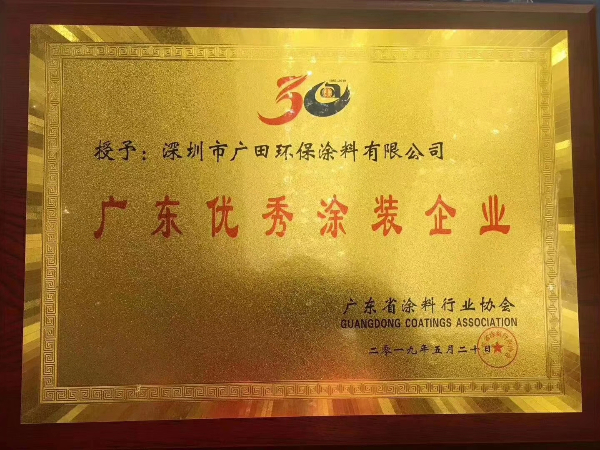 30
授予：深圳市广田环保涂料有限公司
广东优秀涂装企业
广东省涂料行业协会
GUANGDONG COATINGS ASSOCIATION
二零一九年五月二十日